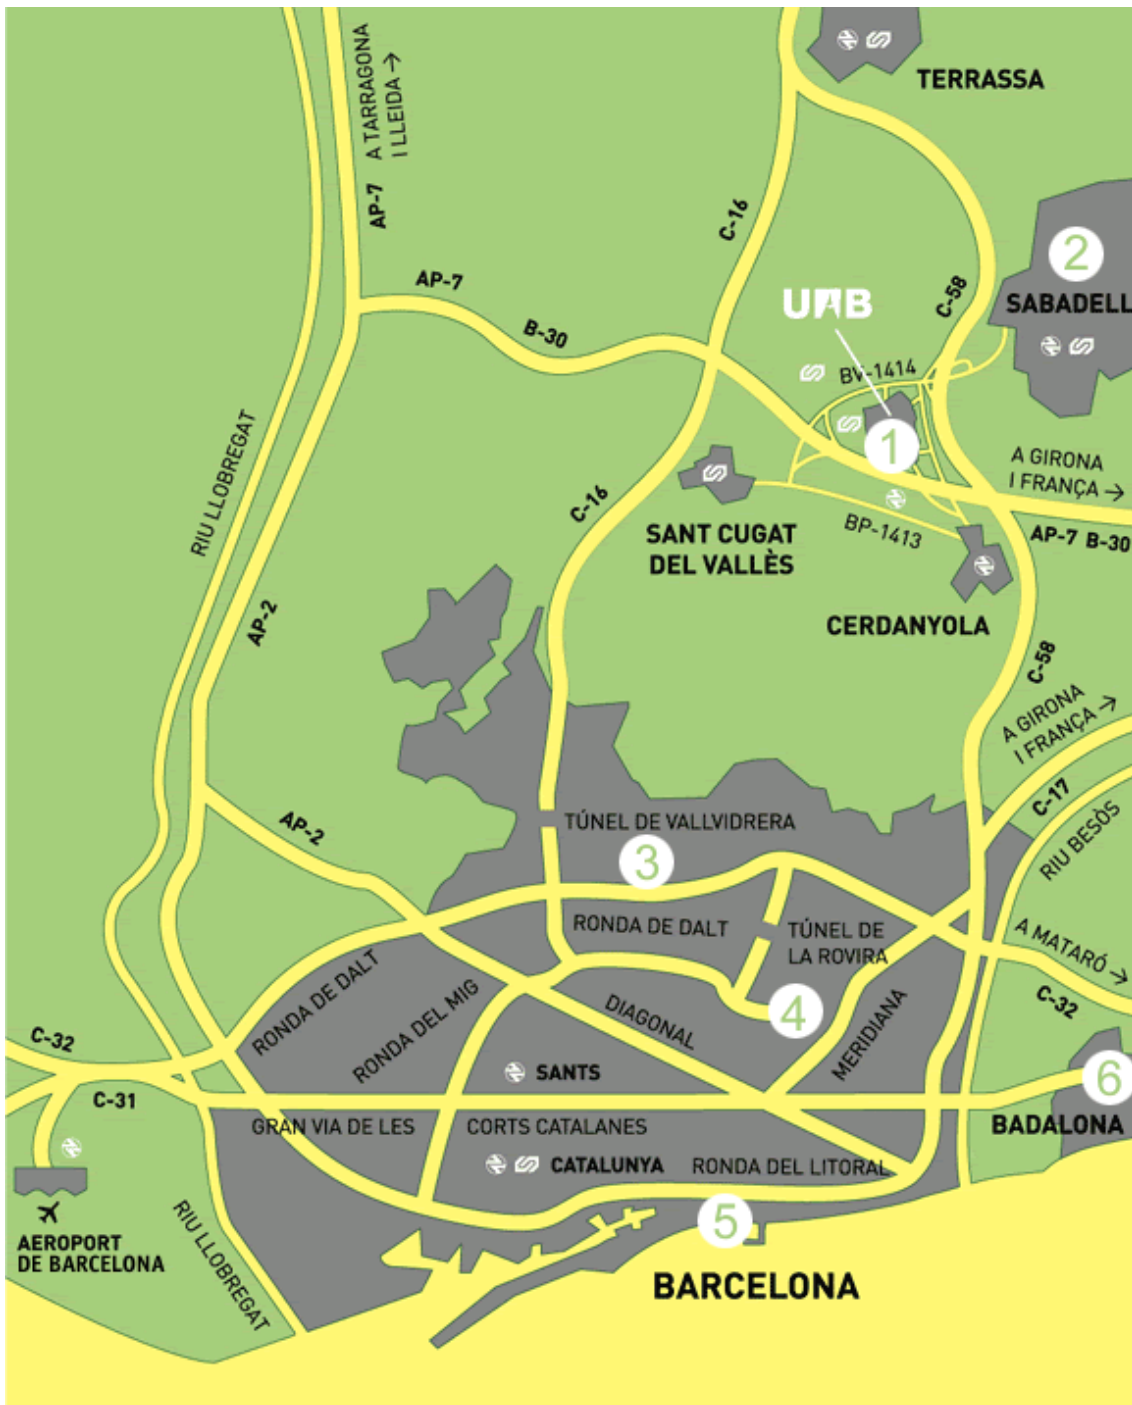 TERRASSA
A TARRAGONA
I LLEIDA →
AP-7
C-16
AP-7
B-30
C-58
2
SABADELL
UAB
BV-1414
1
A GIRONA
I FRANÇA →
AP-7 B-30
RIU LLOBREGAT
C-16
SANT CUGAT
DEL VALLÈS
BP-1413
CERDANYOLA
AP-2
C-58
A GIRONA
I FRANÇA →
C-17
RIU BESÒS
AP-2
TÚNEL DE VALLVIDRERA
3
RONDA DE DALT
TÚNEL DE
LA ROVIRA
A MATARÓ →
C-32
RONDA DE DALT
RONDA DEL MIG
DIAGONAL
4
MERIDIANA
C-32
SANTS
C-31
6
BADALONA
GRAN VIA DE LES CORTS CATALANES
CATALUNYA
RONDA DEL LITORAL
5
AEROPORT
DE BARCELONA
RIU LLOBREGAT
BARCELONA